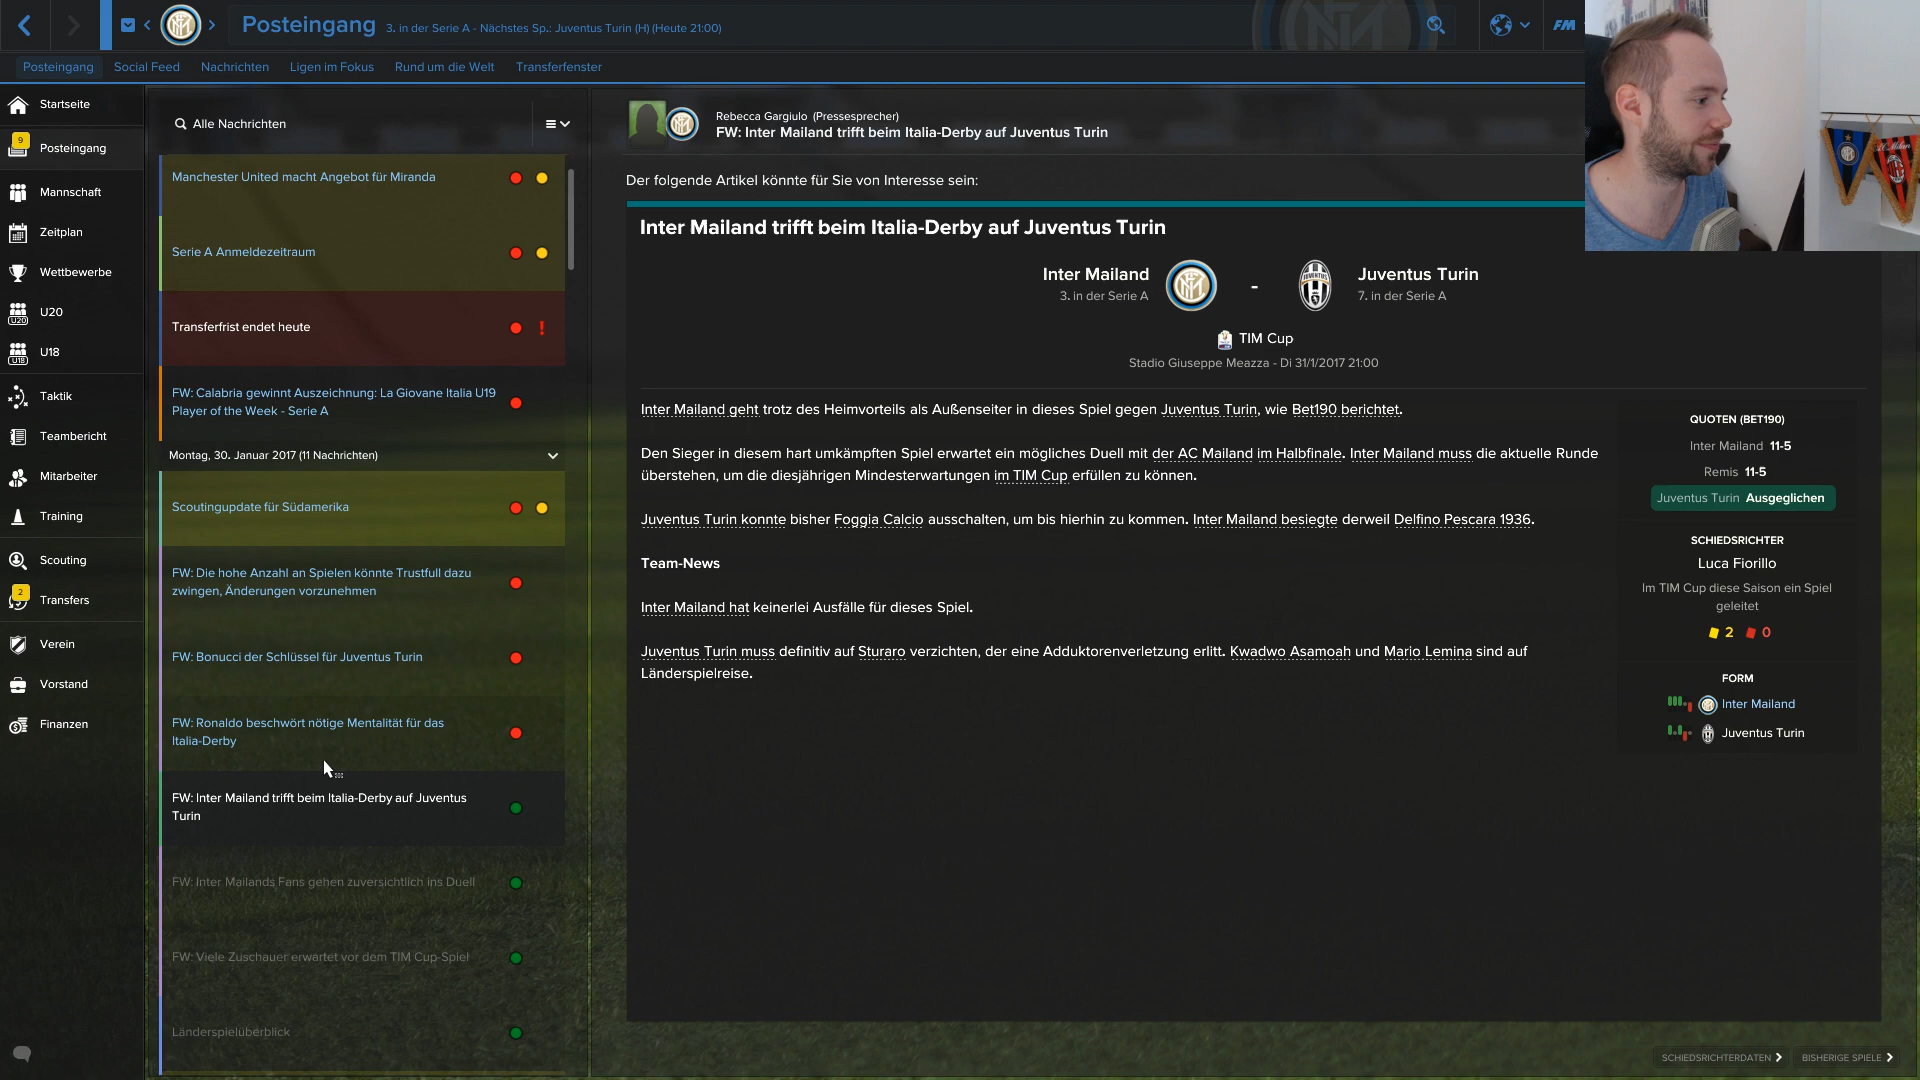 Posteingang
3. in der Serie A - Nächstes Sp.: Juventus Turin (H) (Heute 21:00)
FM
Posteingang
Social Feed
Nachrichten
Ligen im Fokus
Rund um die Welt
Transferfenster
Startseite
9
Posteingang
Mannschaft
Zeitplan
Wettbewerbe
U20
U20
U18
U18
Taktik
Teambericht
Mitarbeiter
Training
Scouting
2
Transfers
Verein
Vorstand
Finanzen
Alle Nachrichten
Manchester United macht Angebot für Miranda
Serie A Anmeldezeitraum
Transferfrist endet heute
!
FW: Calabria gewinnt Auszeichnung: La Giovane Italia U19
Player of the Week - Serie A
Montag, 30. Januar 2017 (11 Nachrichten)
Scoutingupdate für Südamerika
FW: Die hohe Anzahl an Spielen könnte Trustfull dazu
zwingen, Änderungen vorzunehmen
FW: Bonucci der Schlüssel für Juventus Turin
FW: Ronaldo beschwört nötige Mentalität für das
Italia-Derby
FW: Inter Mailand trifft beim Italia-Derby auf Juventus
Turin
FW: Inter Mailands Fans gehen zuversichtlich ins Duell
FW: Viele Zuschauer erwartet vor dem TIM Cup-Spiel
Länderspielüberblick
Rebecca Gargiulo (Pressesprecher)
FW: Inter Mailand trifft beim Italia-Derby auf Juventus Turin
Der folgende Artikel könnte für Sie von Interesse sein:
Inter Mailand trifft beim Italia-Derby auf Juventus Turin
Inter Mailand
3. in der Serie A
-
Juventus Turin
7. in der Serie A
TIM Cup
Stadio Giuseppe Meazza - Di 31/1/2017 21:00
Inter Mailand geht trotz des Heimvorteils als Außenseiter in dieses Spiel gegen Juventus Turin, wie Bet190 berichtet.
Den Sieger in diesem hart umkämpften Spiel erwartet ein mögliches Duell mit der AC Mailand im Halbfinale. Inter Mailand muss die aktuelle Runde
überstehen, um die diesjährigen Mindesterwartungen im TIM Cup erfüllen zu können.
Juventus Turin konnte bisher Foggia Calcio ausschalten, um bis hierhin zu kommen. Inter Mailand besiegte derweil Delfino Pescara 1936.
Team-News
Inter Mailand hat keinerlei Ausfälle für dieses Spiel.
Juventus Turin muss definitiv auf Sturaro verzichten, der eine Adduktorenverletzung erlitt. Kwadwo Asamoah und Mario Lemina sind auf
Länderspielreise.
QUOTEN (BET190)
Inter Mailand 11-5
Remis 11-5
Juventus Turin Ausgeglichen
SCHIEDSRICHTER
Luca Fiorillo
Im TIM Cup diese Saison ein Spiel
geleitet
2 0
FORM
Inter Mailand
Juventus Turin
SCHIEDSRICHTERDATEN
BISHERIGE SPIELE